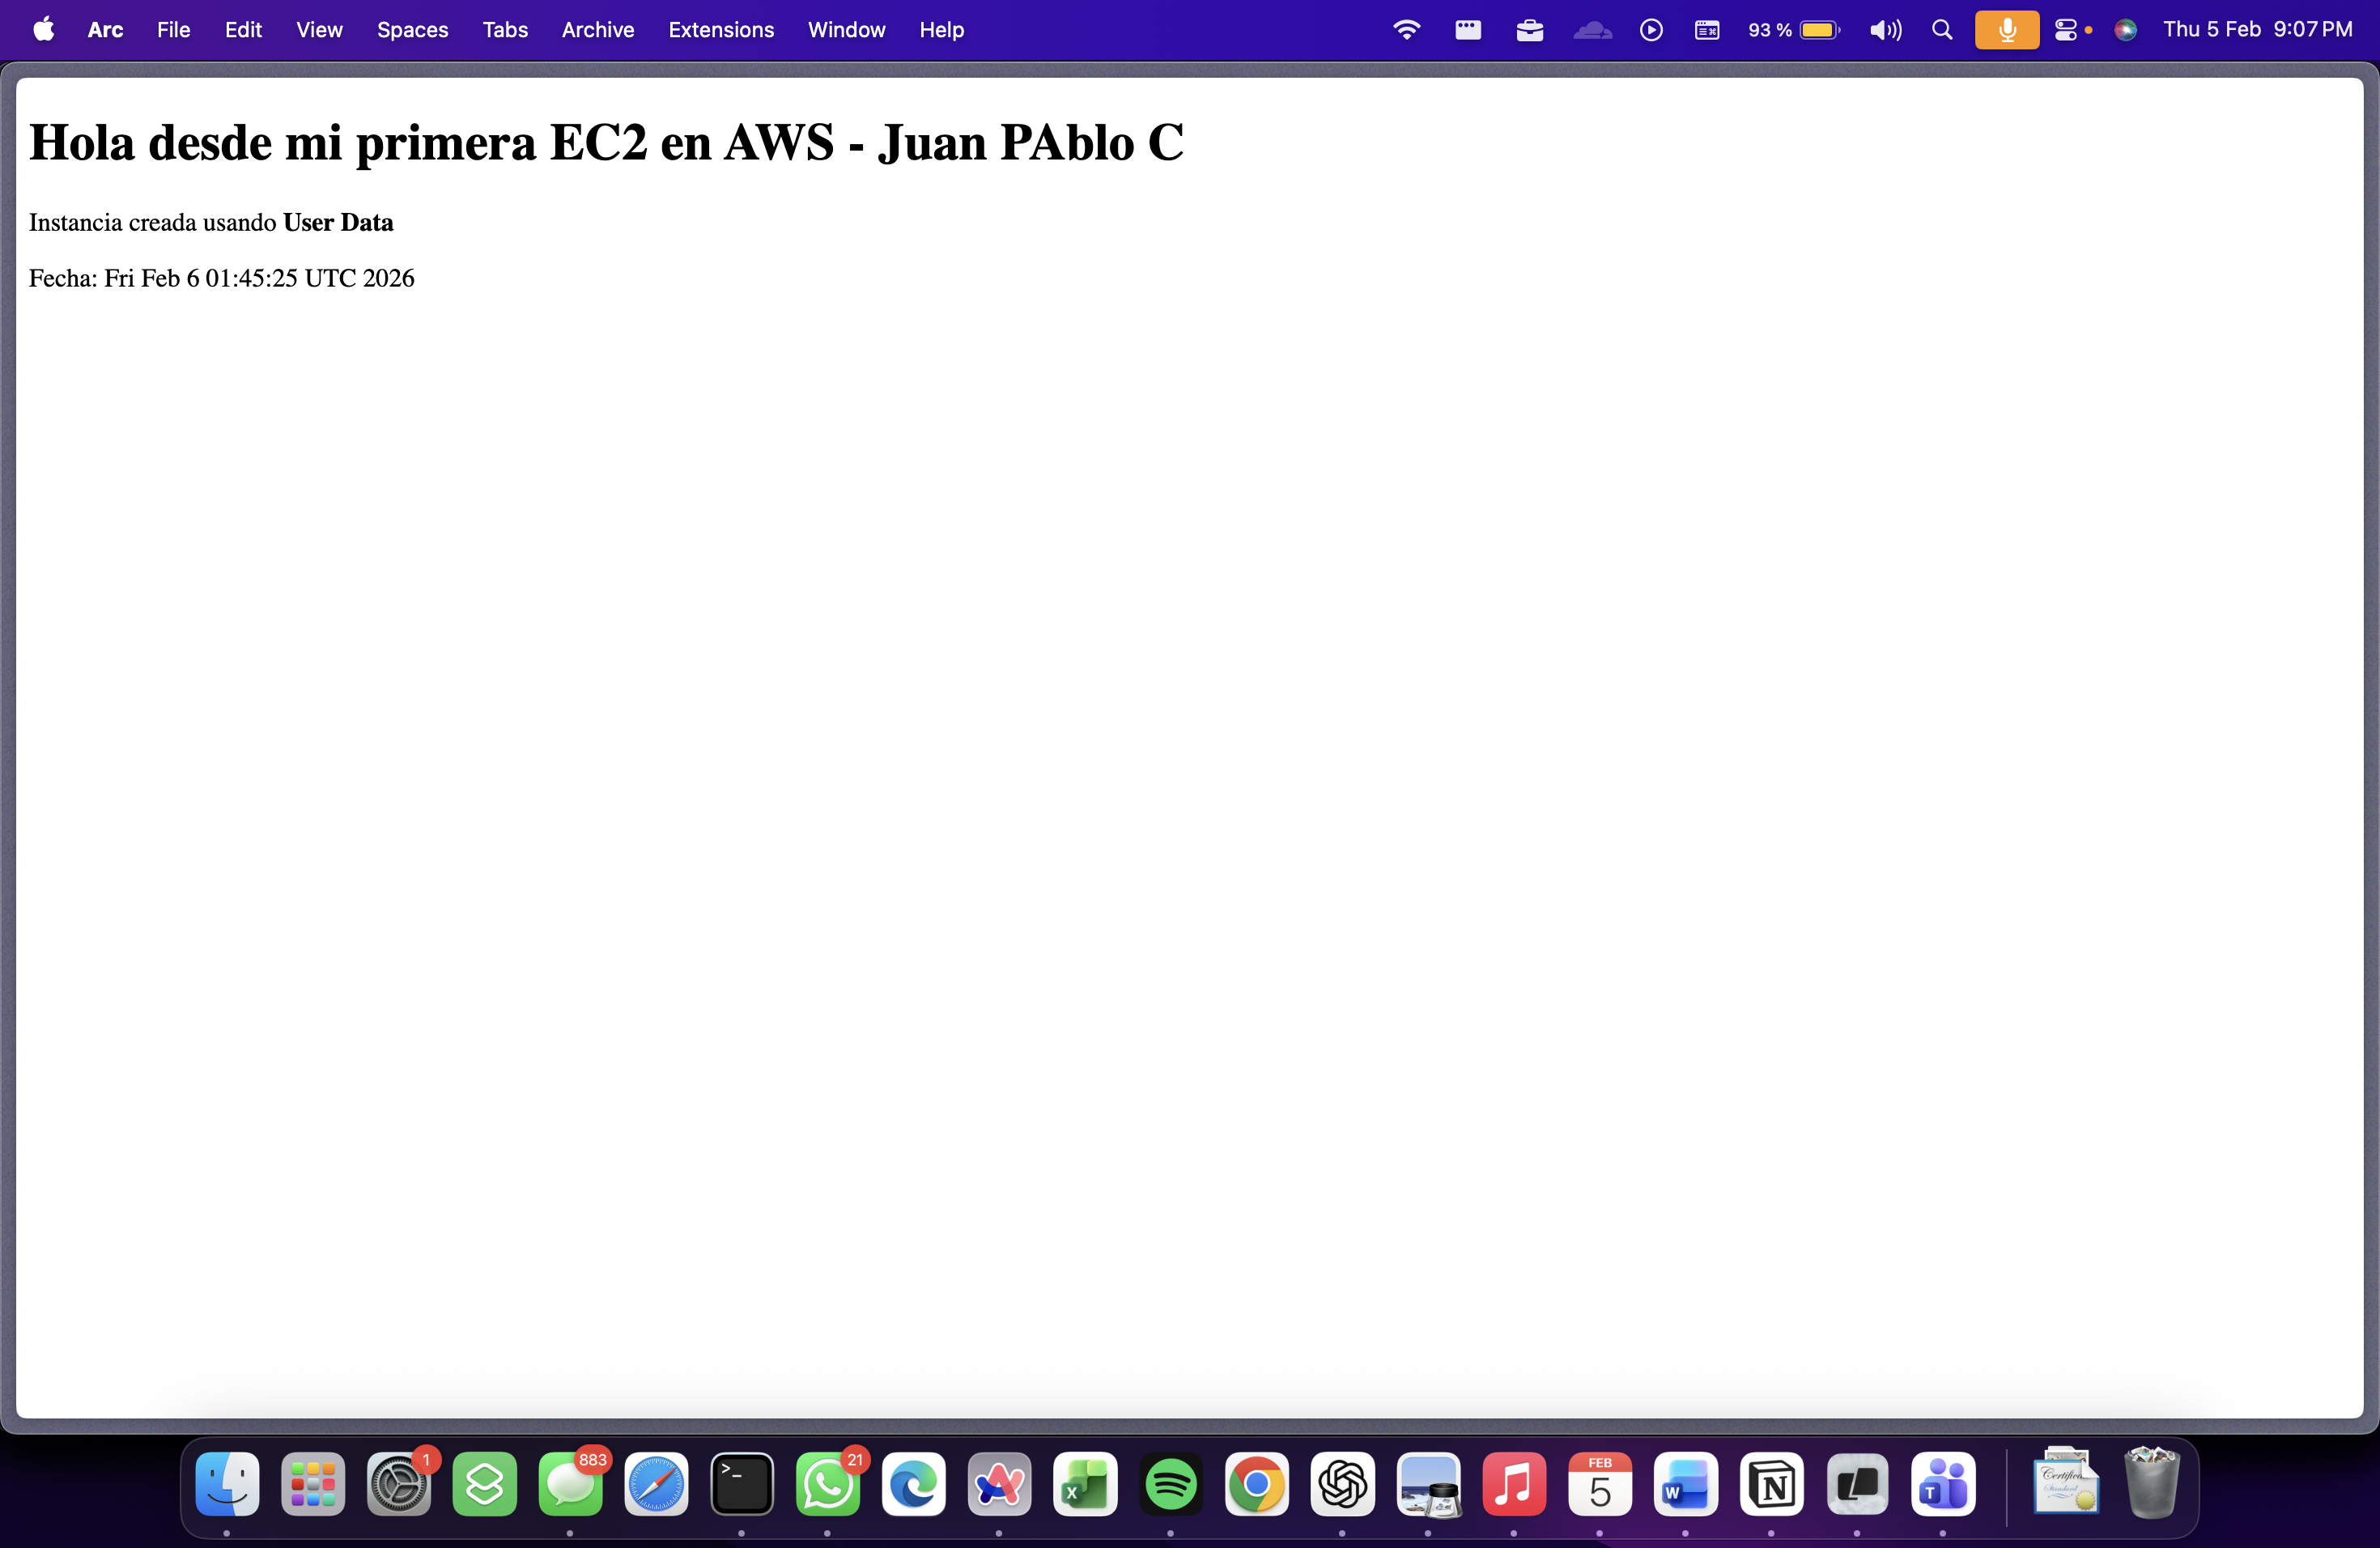 Arc File Edit View Spaces Tabs Archive Extensions Window Help 93 % Thu 5 Feb 9:07 PM
Hola desde mi primera EC2 en AWS - Juan PAblo C
Instancia creada usando User Data
Fecha: Fri Feb 6 01:45:25 UTC 2026
1
883
>_
21
X
FEB
5
W
N
T